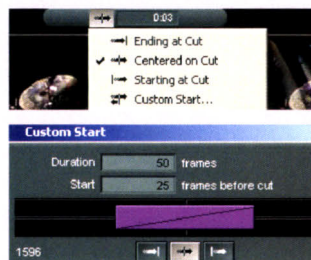 0:03
Ending at Cut
Centered on Cut
Starting at Cut
Custom Start...
Custom Start
Duration 50 frames
Start 25 frames before cut
1596